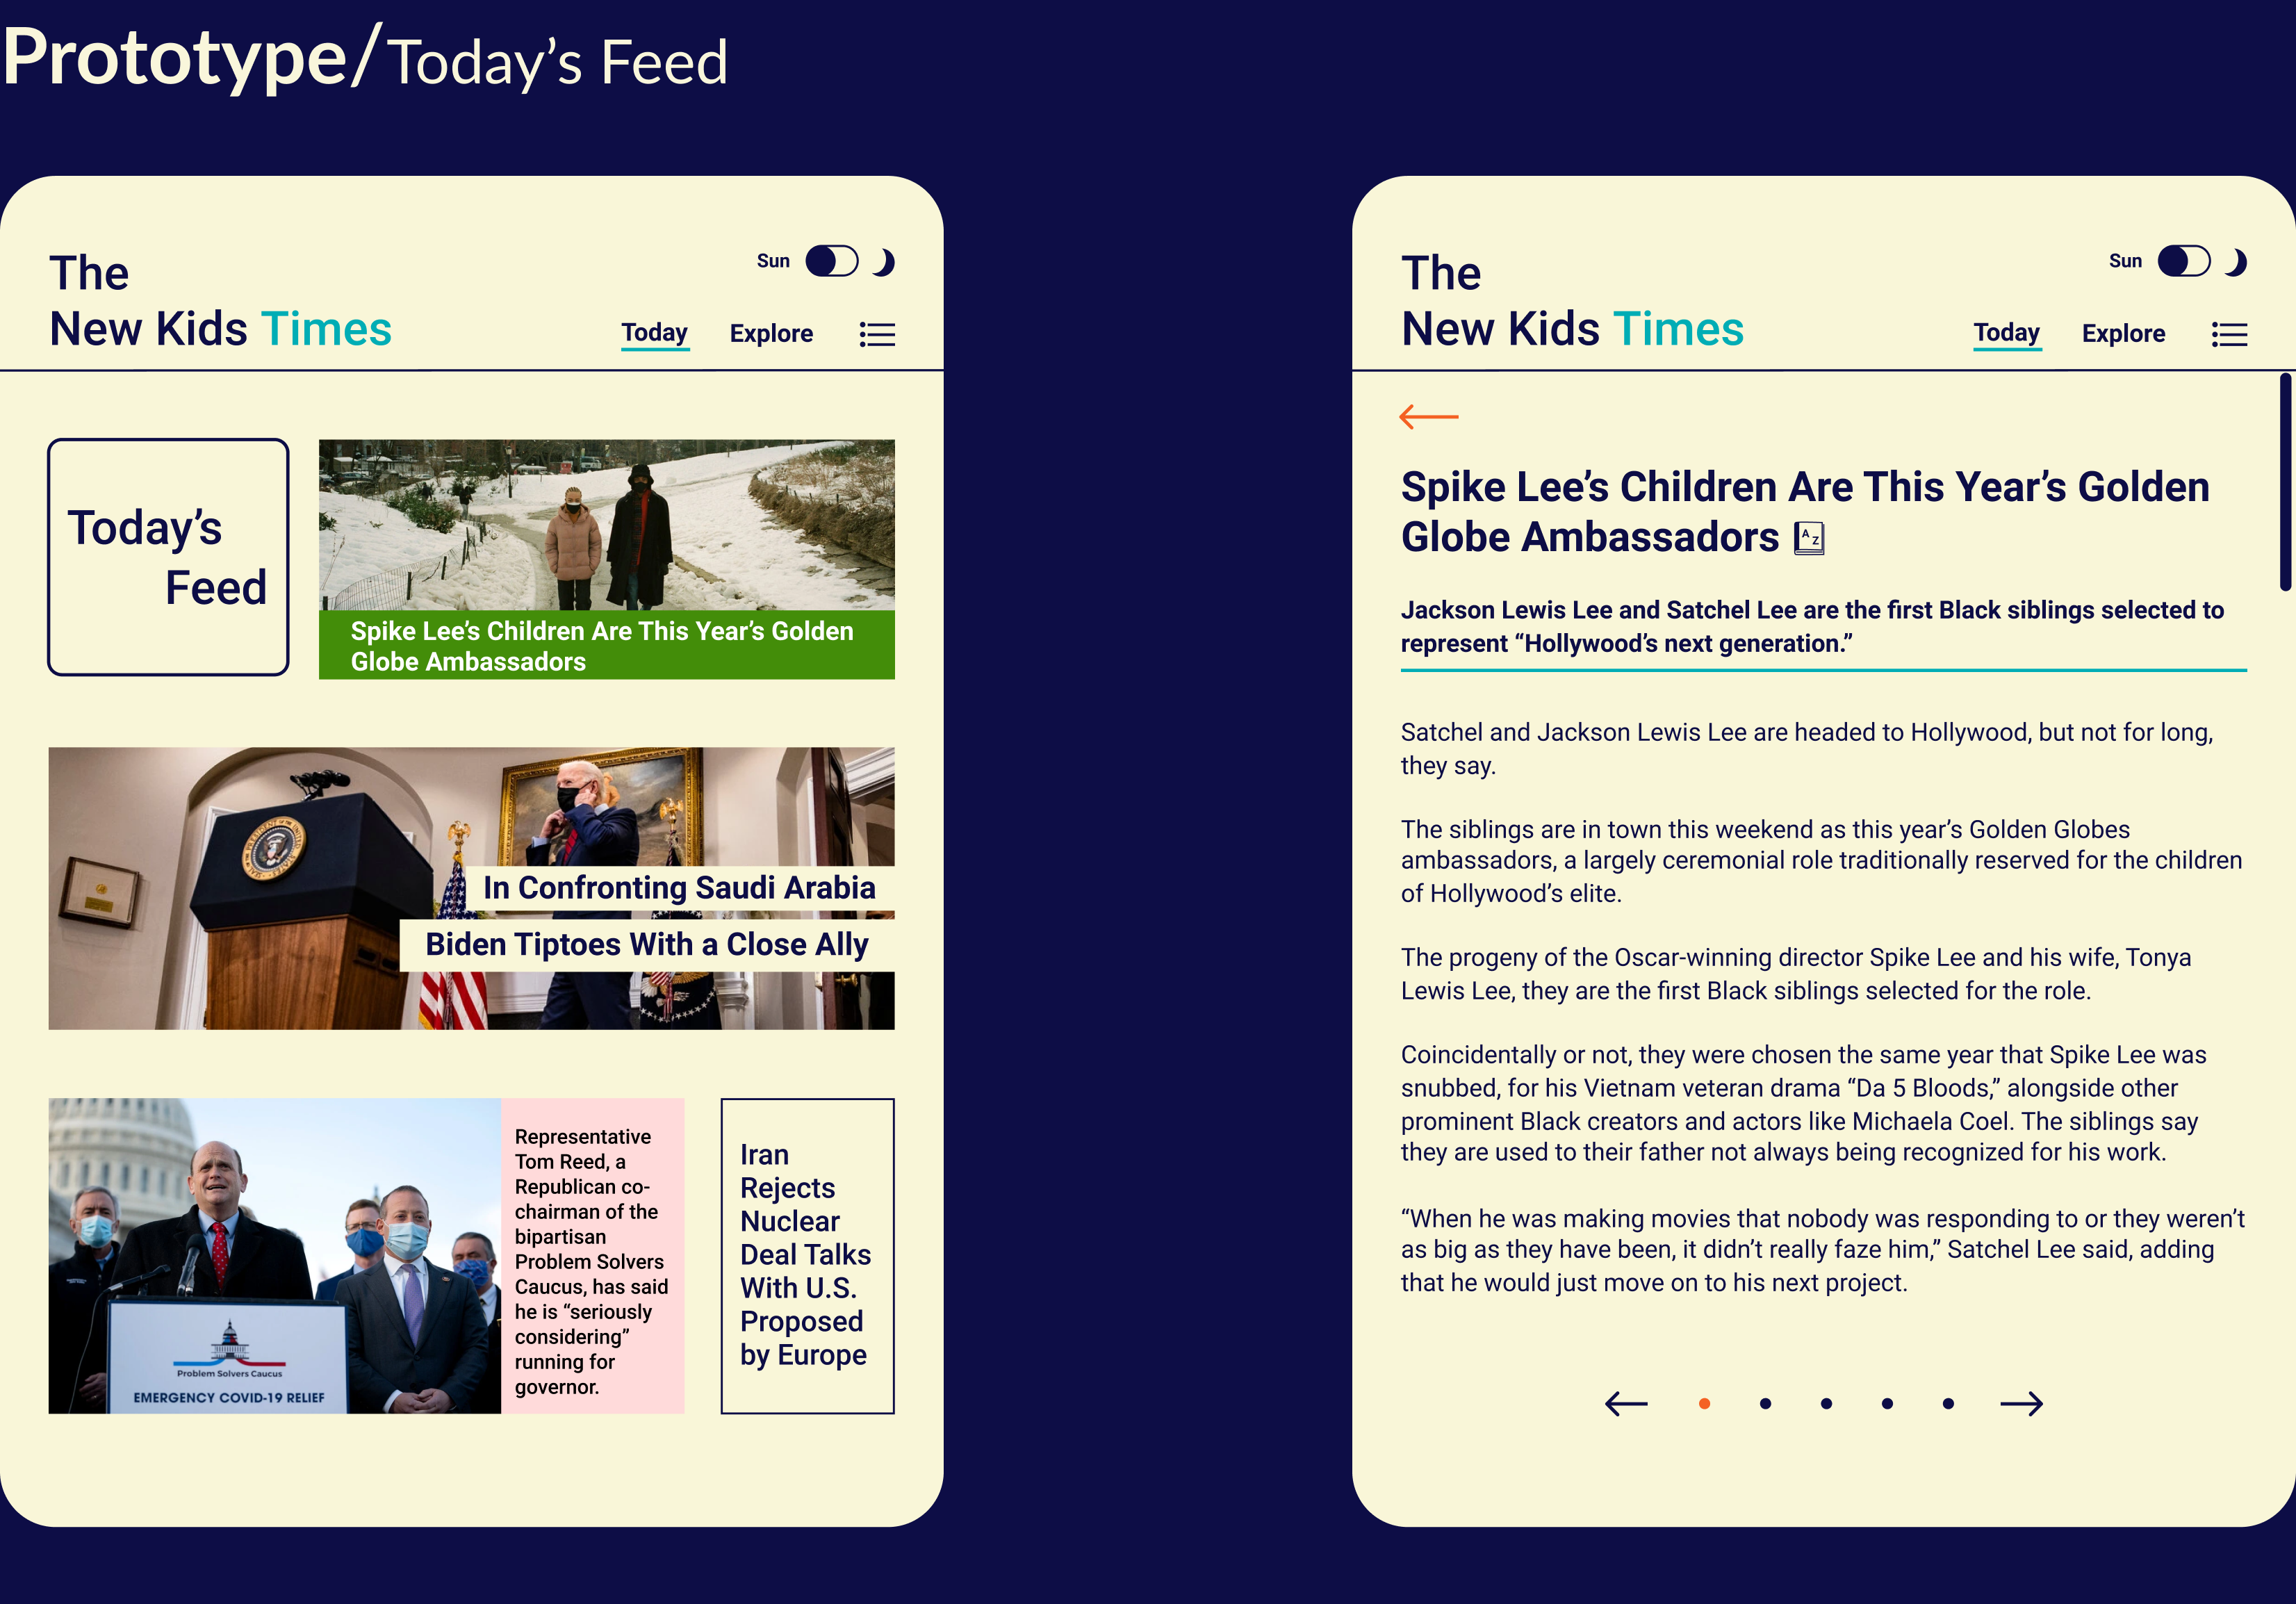 Prototype/Today’s Feed
The
New Kids Times
Sun
Today
Explore
Today’s
Feed
Spike Lee’s Children Are This Year’s Golden
Globe Ambassadors
In Confronting Saudi Arabia
Biden Tiptoes With a Close Ally
Problem Solvers Caucus
EMERGENCY COVID-19 RELIEF
Representative
Tom Reed, a
Republican co-
chairman of the
bipartisan
Problem Solvers
Caucus, has said
he is “seriously
considering”
running for
governor.
Iran
Rejects
Nuclear
Deal Talks
With U.S.
Proposed
by Europe
The
New Kids Times
Sun
Today
Explore
Spike Lee’s Children Are This Year’s Golden
Globe Ambassadors
A
Z
Jackson Lewis Lee and Satchel Lee are the first Black siblings selected to
represent “Hollywood’s next generation.”
Satchel and Jackson Lewis Lee are headed to Hollywood, but not for long,
they say.
The siblings are in town this weekend as this year’s Golden Globes
ambassadors, a largely ceremonial role traditionally reserved for the children
of Hollywood’s elite.
The progeny of the Oscar-winning director Spike Lee and his wife, Tonya
Lewis Lee, they are the first Black siblings selected for the role.
Coincidentally or not, they were chosen the same year that Spike Lee was
snubbed, for his Vietnam veteran drama “Da 5 Bloods,” alongside other
prominent Black creators and actors like Michaela Coel. The siblings say
they are used to their father not always being recognized for his work.
“When he was making movies that nobody was responding to or they weren’t
as big as they have been, it didn’t really faze him,” Satchel Lee said, adding
that he would just move on to his next project.